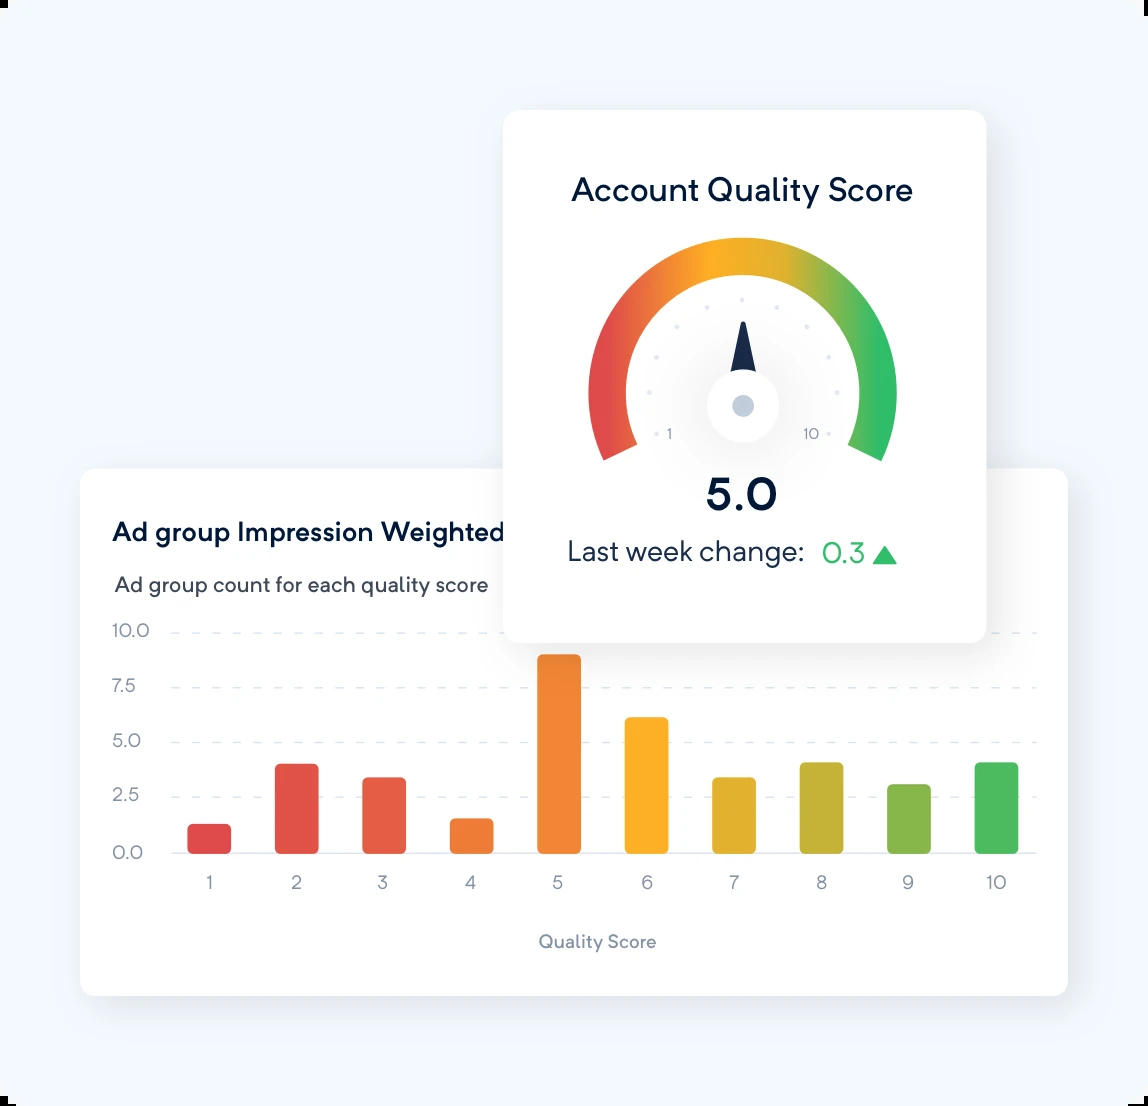 Account Quality Score
1
10
5.0
Last week change: 0.3
Ad group Impression Weighted
Ad group count for each quality score
10.0
7.5
5.0
2.5
0.0
1 2 3 4 5 6 7 8 9 10
Quality Score